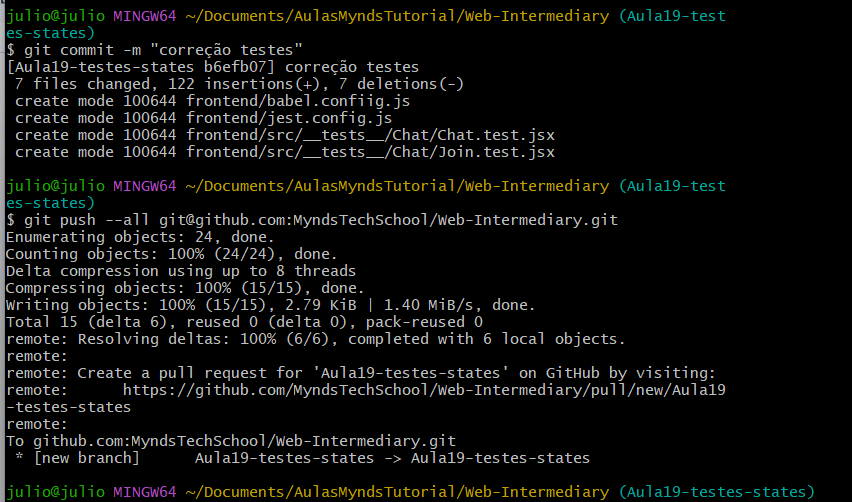 julio@julio MINGW64 ~/Documents/AulasMyndsTutorial/Web-Intermediary (Aula19-test
es-states)
$ git commit -m "correção testes"
[Aula19-testes-states b6efb07] correção testes
 7 files changed, 122 insertions(+), 7 deletions(-)
 create mode 100644 frontend/babel.confiig.js
 create mode 100644 frontend/jest.config.js
 create mode 100644 frontend/src/__tests__/Chat/Chat.test.jsx
 create mode 100644 frontend/src/__tests__/Chat/Join.test.jsx
julio@julio MINGW64 ~/Documents/AulasMyndsTutorial/Web-Intermediary (Aula19-test
es-states)
$ git push --all git@github.com:MyndsTechSchool/Web-Intermediary.git
Enumerating objects: 24, done.
Counting objects: 100% (24/24), done.
Delta compression using up to 8 threads
Compressing objects: 100% (15/15), done.
Writing objects: 100% (15/15), 2.79 KiB | 1.40 MiB/s, done.
Total 15 (delta 6), reused 0 (delta 0), pack-reused 0
remote: Resolving deltas: 100% (6/6), completed with 6 local objects.
remote:
remote: Create a pull request for 'Aula19-testes-states' on GitHub by visiting:
remote:      https://github.com/MyndsTechSchool/Web-Intermediary/pull/new/Aula19
-testes-states
remote:
To github.com:MyndsTechSchool/Web-Intermediary.git
 * [new branch]      Aula19-testes-states -> Aula19-testes-states
julio@julio MINGW64 ~/Documents/AulasMyndsTutorial/Web-Intermediary (Aula19-testes-states)